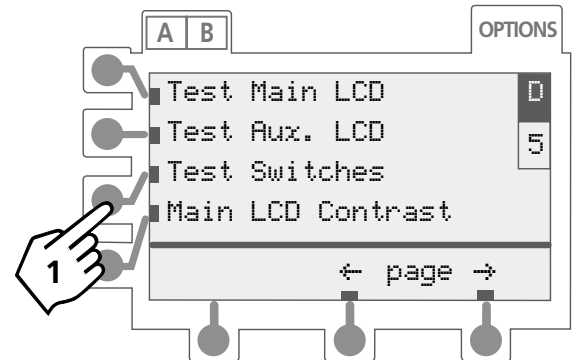 A B
OPTIONS
Test Main LCD
D
Test Aux. LCD
5
Test Switches
Main LCD Contrast
1
← page →